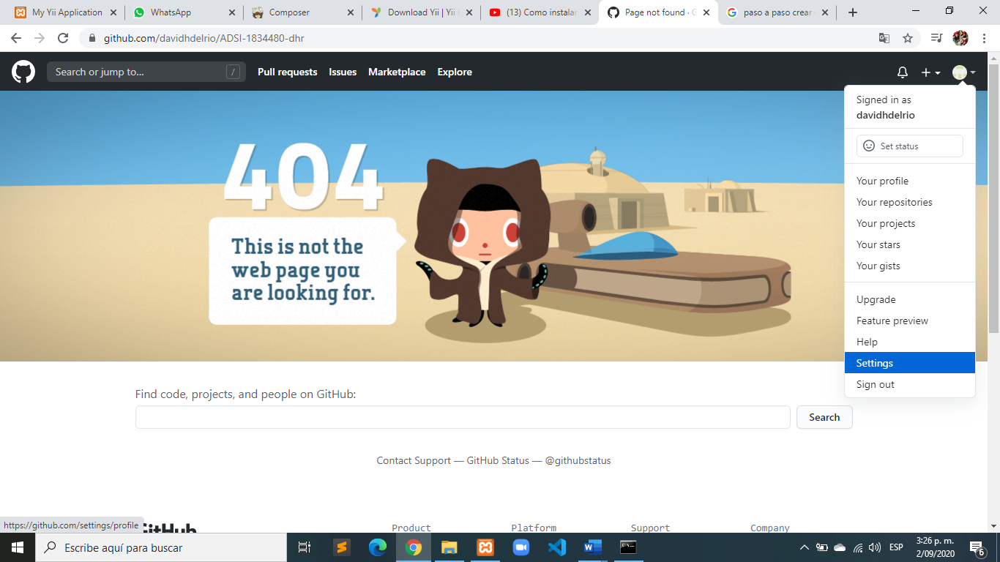 My Yii Application
WhatsApp
Composer
Download Yii | Yii
(13) Como instalar
Page not found · G
paso a paso crear
github.com/davidhdelrio/ADSI-1834480-dhr
Search or jump to...
/
Pull requests
Issues
Marketplace
Explore
Signed in as
davidhdelrio
Set status
Your profile
Your repositories
Your projects
Your stars
Your gists
Upgrade
Feature preview
Help
Settings
Sign out
404
This is not the
web page you
are looking for.
Find code, projects, and people on GitHub:
Search
Contact Support — GitHub Status — @githubstatus
https://github.com/settings/profile
GitHub
Product
Platform
Support
Company
Escribe aquí para buscar
ESP
3:26 p. m.
2/09/2020
6